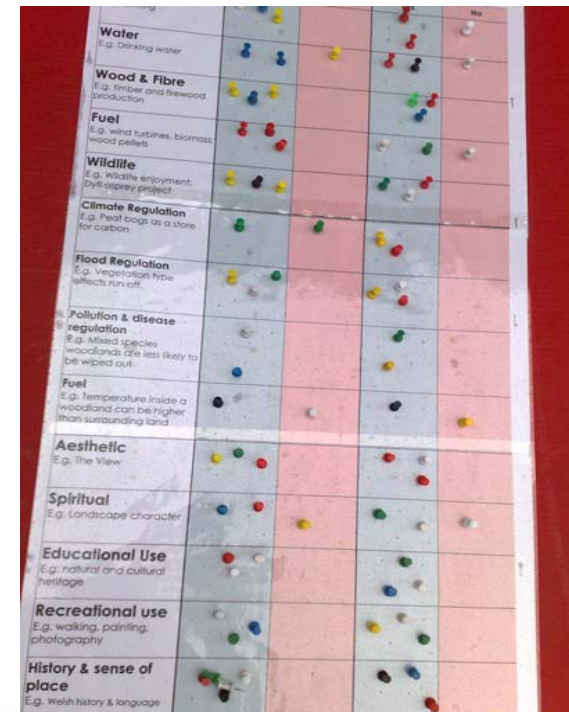 No
Water
E.g. Drinking water
Wood & Fibre
E.g. timber and firewood
production
Fuel
E.g. wind turbines, biomass,
wood pellets
Wildlife
E.g. Wildlife enjoyment;
Dyfi osprey project
Climate Regulation
E.g. Peat bogs as a store
for carbon
Flood Regulation
E.g. Vegetation type
effects run off.
Pollution & disease
regulation
E.g. Mixed species
woodlands are less likely to
be wiped out
Fuel
E.g. Temperature inside a
woodland can be higher
than surrounding land
Aesthetic
E.g. The View
Spiritual
E.g. Landscape character
Educational Use
E.g. natural and cultural
heritage
Recreational use
E.g. walking, painting,
photography
History & sense of
place
E.g. Welsh history & language